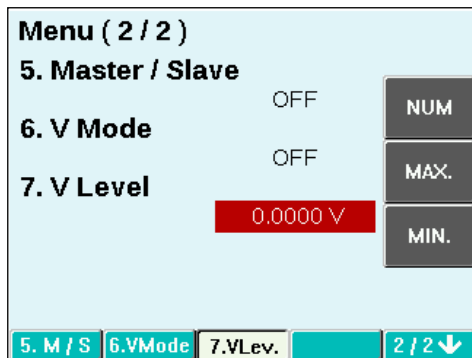 Menu ( 2 / 2 )
5. Master / Slave
OFF
6. V Mode
OFF
7. V Level
0.0000 V
NUM
MAX.
MIN.
5. M / S 6.VMode 7.VLev. 2 / 2